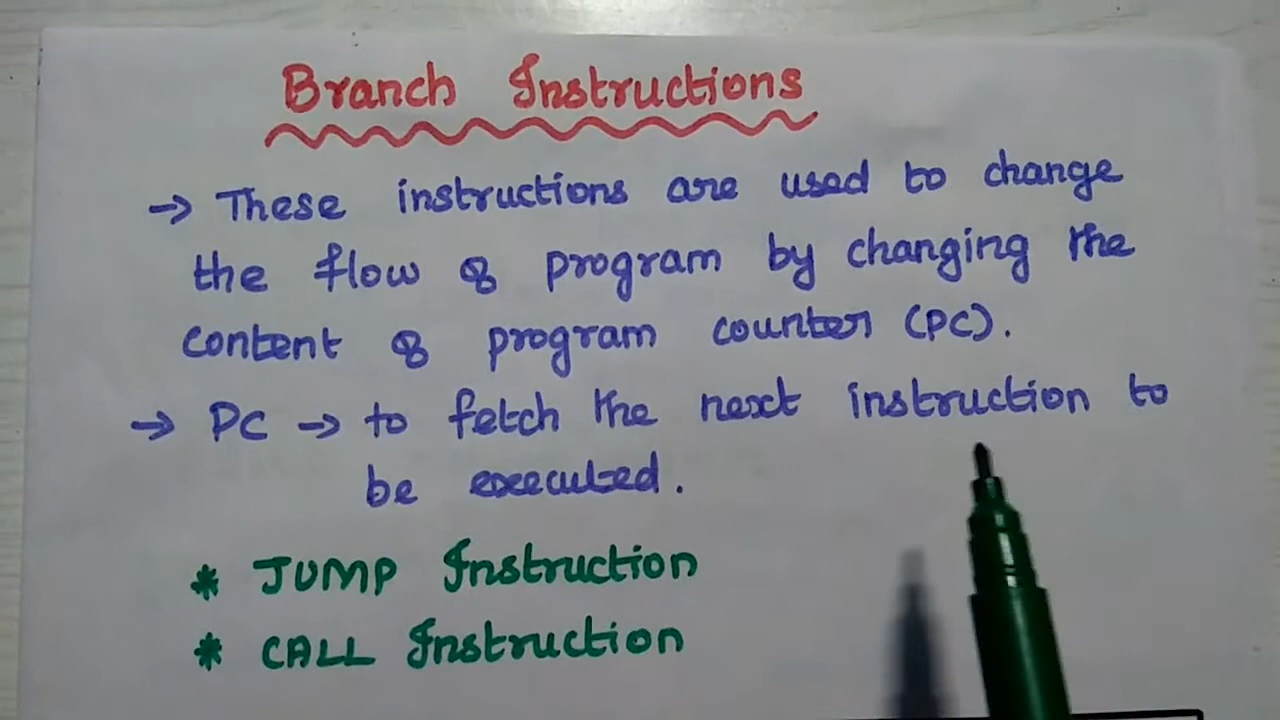 Branch Instructions
→ These instructions are used to change
the flow of program by changing the
content of program counter (PC).
→ PC → to fetch the next instruction to
be executed.
* JUMP Instruction
* CALL Instruction